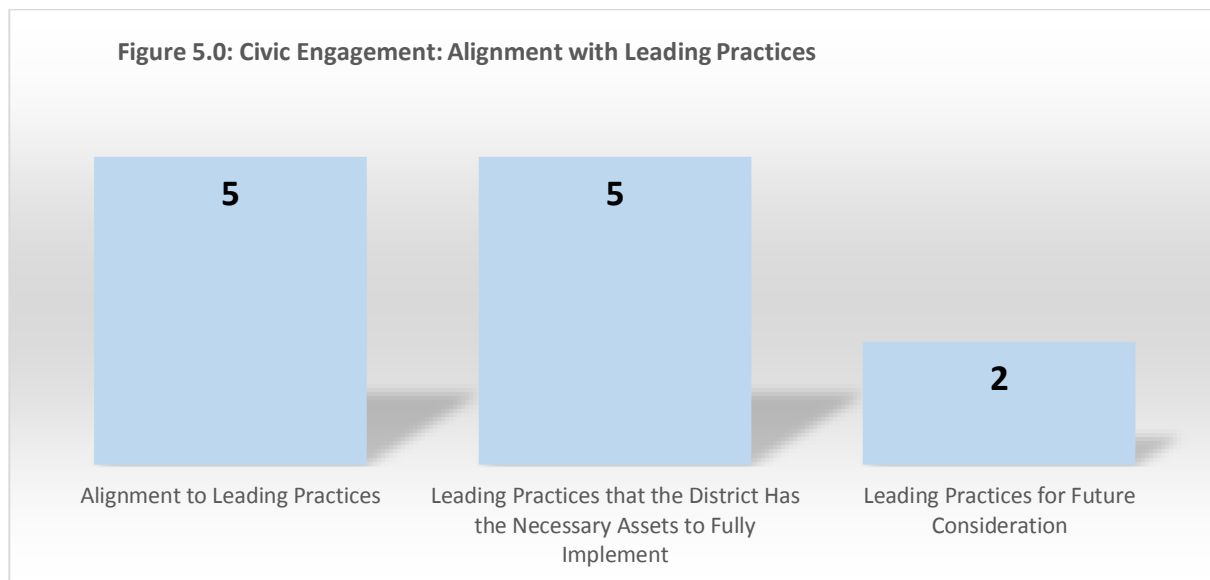 Figure 5.0: Civic Engagement: Alignment with Leading Practices
5
5
2
Alignment to Leading Practices
Leading Practices that the District Has
the Necessary Assets to Fully
Implement
Leading Practices for Future
Consideration